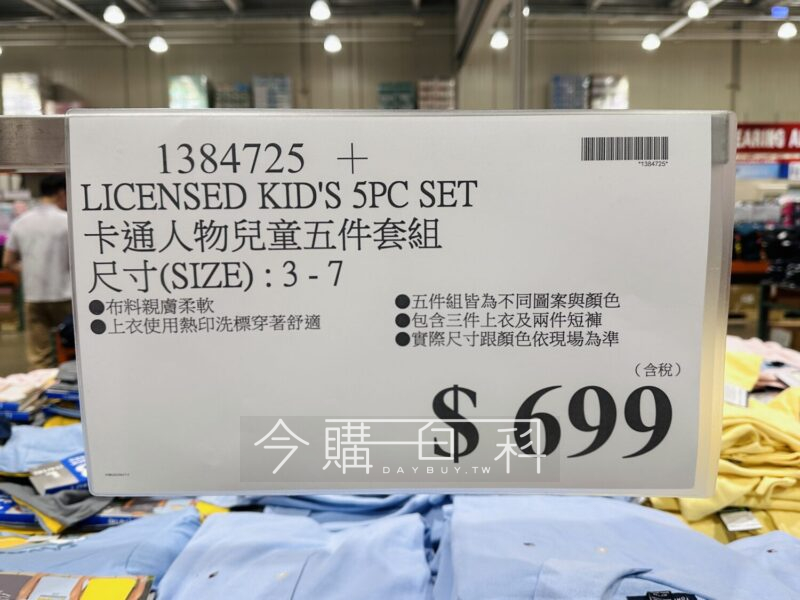 1384725 +
*1384725*
LICENSED KID'S 5PC SET
卡通人物兒童五件套組
尺寸(SIZE) : 3 - 7
●布料親膚柔軟
●上衣使用熱印洗標穿著舒適
●五件組皆為不同圖案與顏色
●包含三件上衣及兩件短褲
●實際尺寸跟顏色依現場為準
（含稅）
$ 699
今購百科
DAYBUY.TW